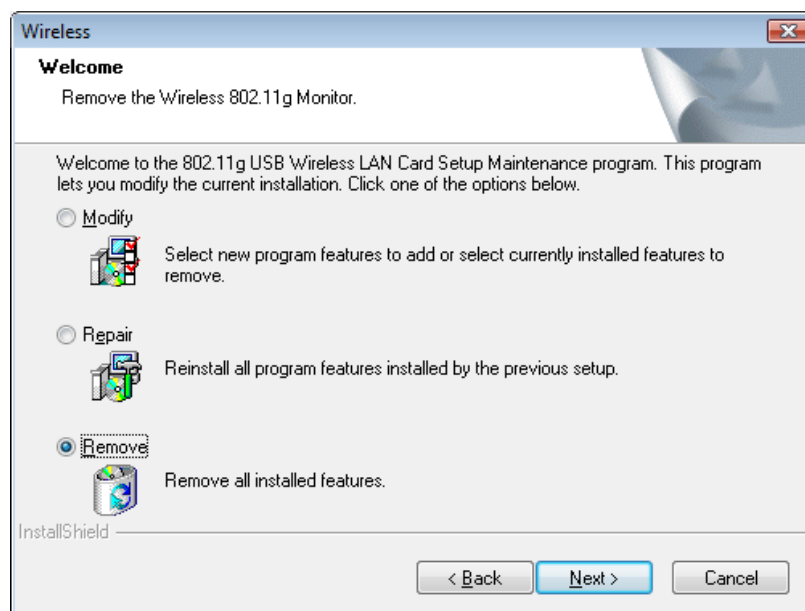 Wireless
Welcome
Remove the Wireless 802.11g Monitor.
Welcome to the 802.11g USB Wireless LAN Card Setup Maintenance program. This program
lets you modify the current installation. Click one of the options below.
Modify
Select new program features to add or select currently installed features to
remove.
Repair
Reinstall all program features installed by the previous setup.
Remove
Remove all installed features.
InstallShield
< Back Next > Cancel